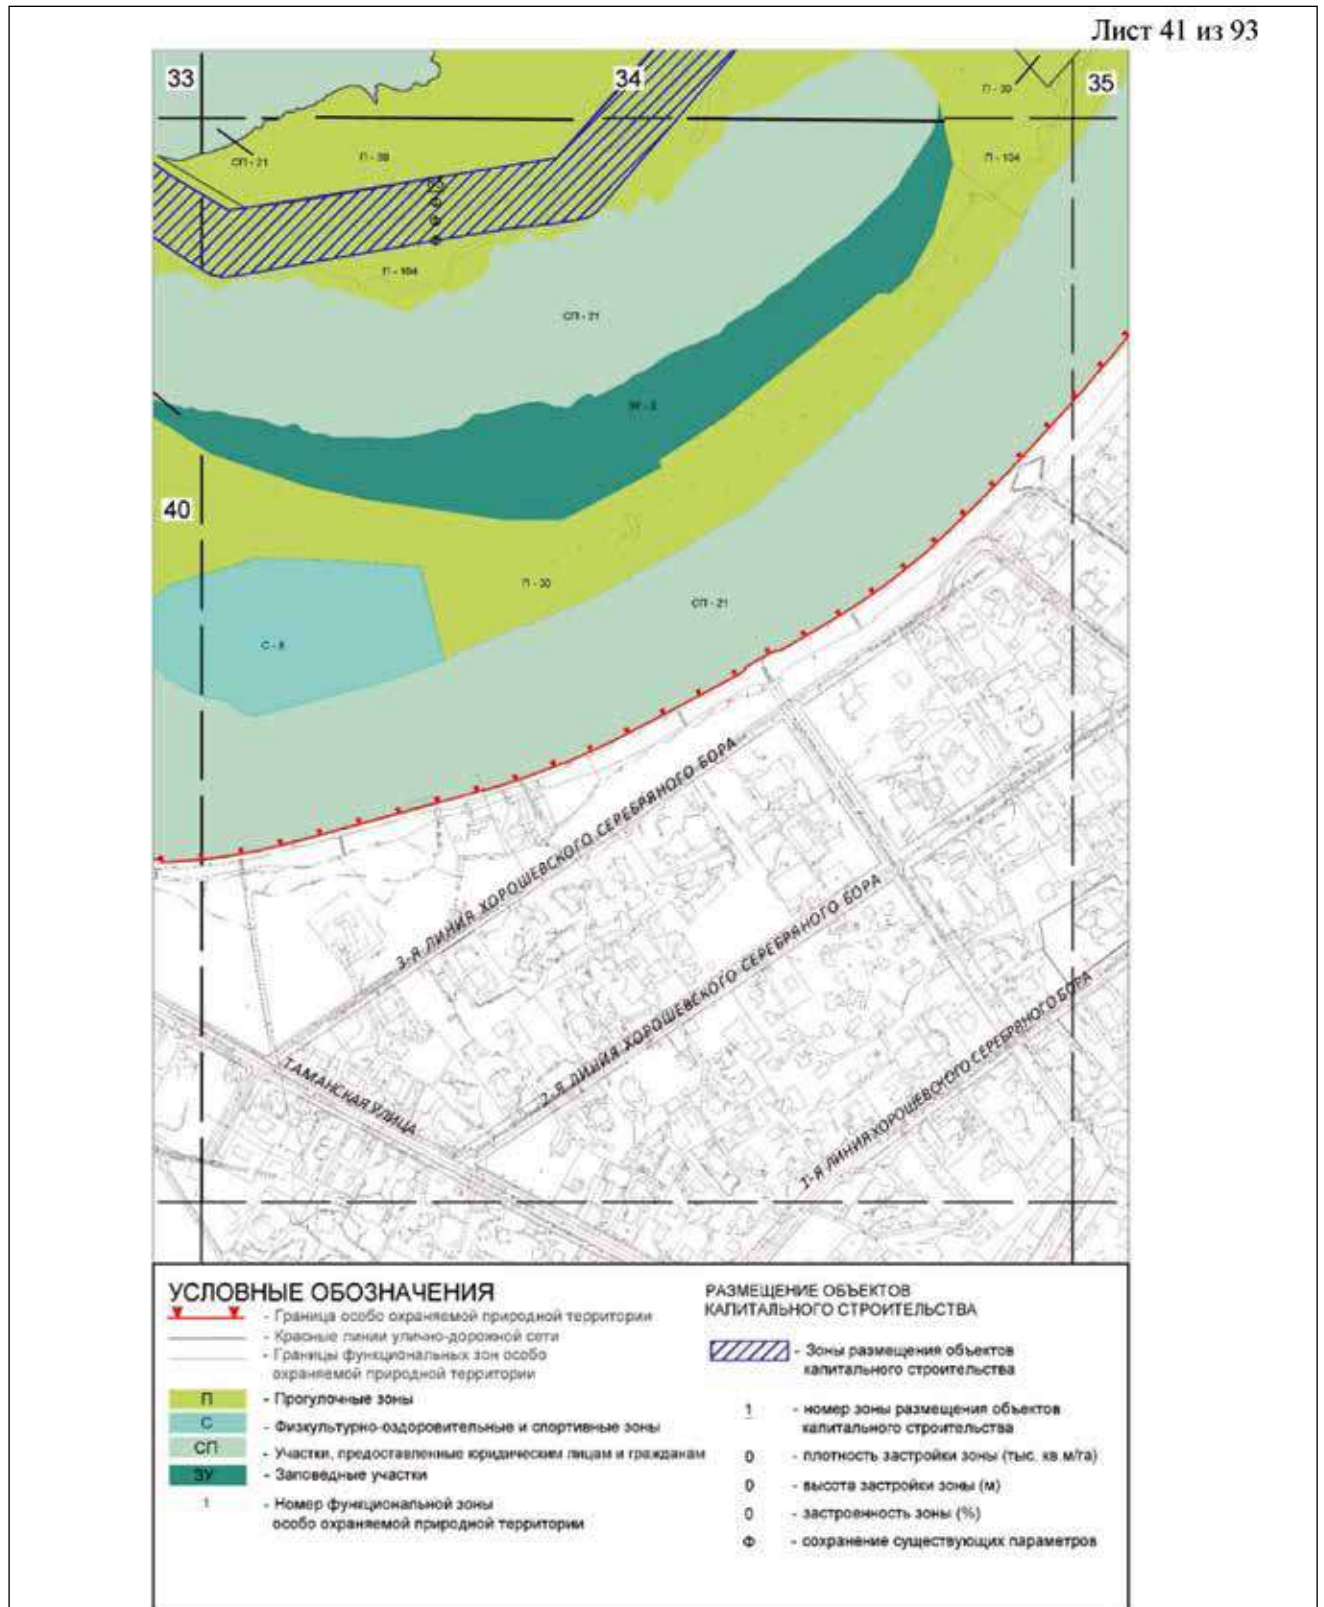 Лист 41 из 93
33
34
35
П - 39
СП - 21
П - 104
П - 104
СП - 21
40
П - 30
СП - 21
С - 8
3-Я ЛИНИЯ ХОРОШЕВСКОГО СЕРЕБРЯНОГО БОРА
2-Я ЛИНИЯ ХОРОШЕВСКОГО СЕРЕБРЯНОГО БОРА
1-Я ЛИНИЯ ХОРОШЕВСКОГО СЕРЕБРЯНОГО БОРА
ТАМАНСКАЯ УЛИЦА
УСЛОВНЫЕ ОБОЗНАЧЕНИЯ
- Граница особо охраняемой природной территории
- Красные линии улично-дорожной сети
- Границы функциональных зон особо
охраняемой природной территории
П - Прогулочные зоны
С - Физкультурно-оздоровительные и спортивные зоны
СП - Участки, предоставленные юридическим лицам и гражданам
ЗУ - Заповедные участки
1 - Номер функциональной зоны
особо охраняемой природной территории
РАЗМЕЩЕНИЕ ОБЪЕКТОВ
КАПИТАЛЬНОГО СТРОИТЕЛЬСТВА
- Зоны размещения объектов
капитального строительства
1 - номер зоны размещения объектов
капитального строительства
0 - плотность застройки зоны (тыс. кв.м/га)
0 - высота застройки зоны (м)
0 - застроенность зоны (%)
Ф - сохранение существующих параметров